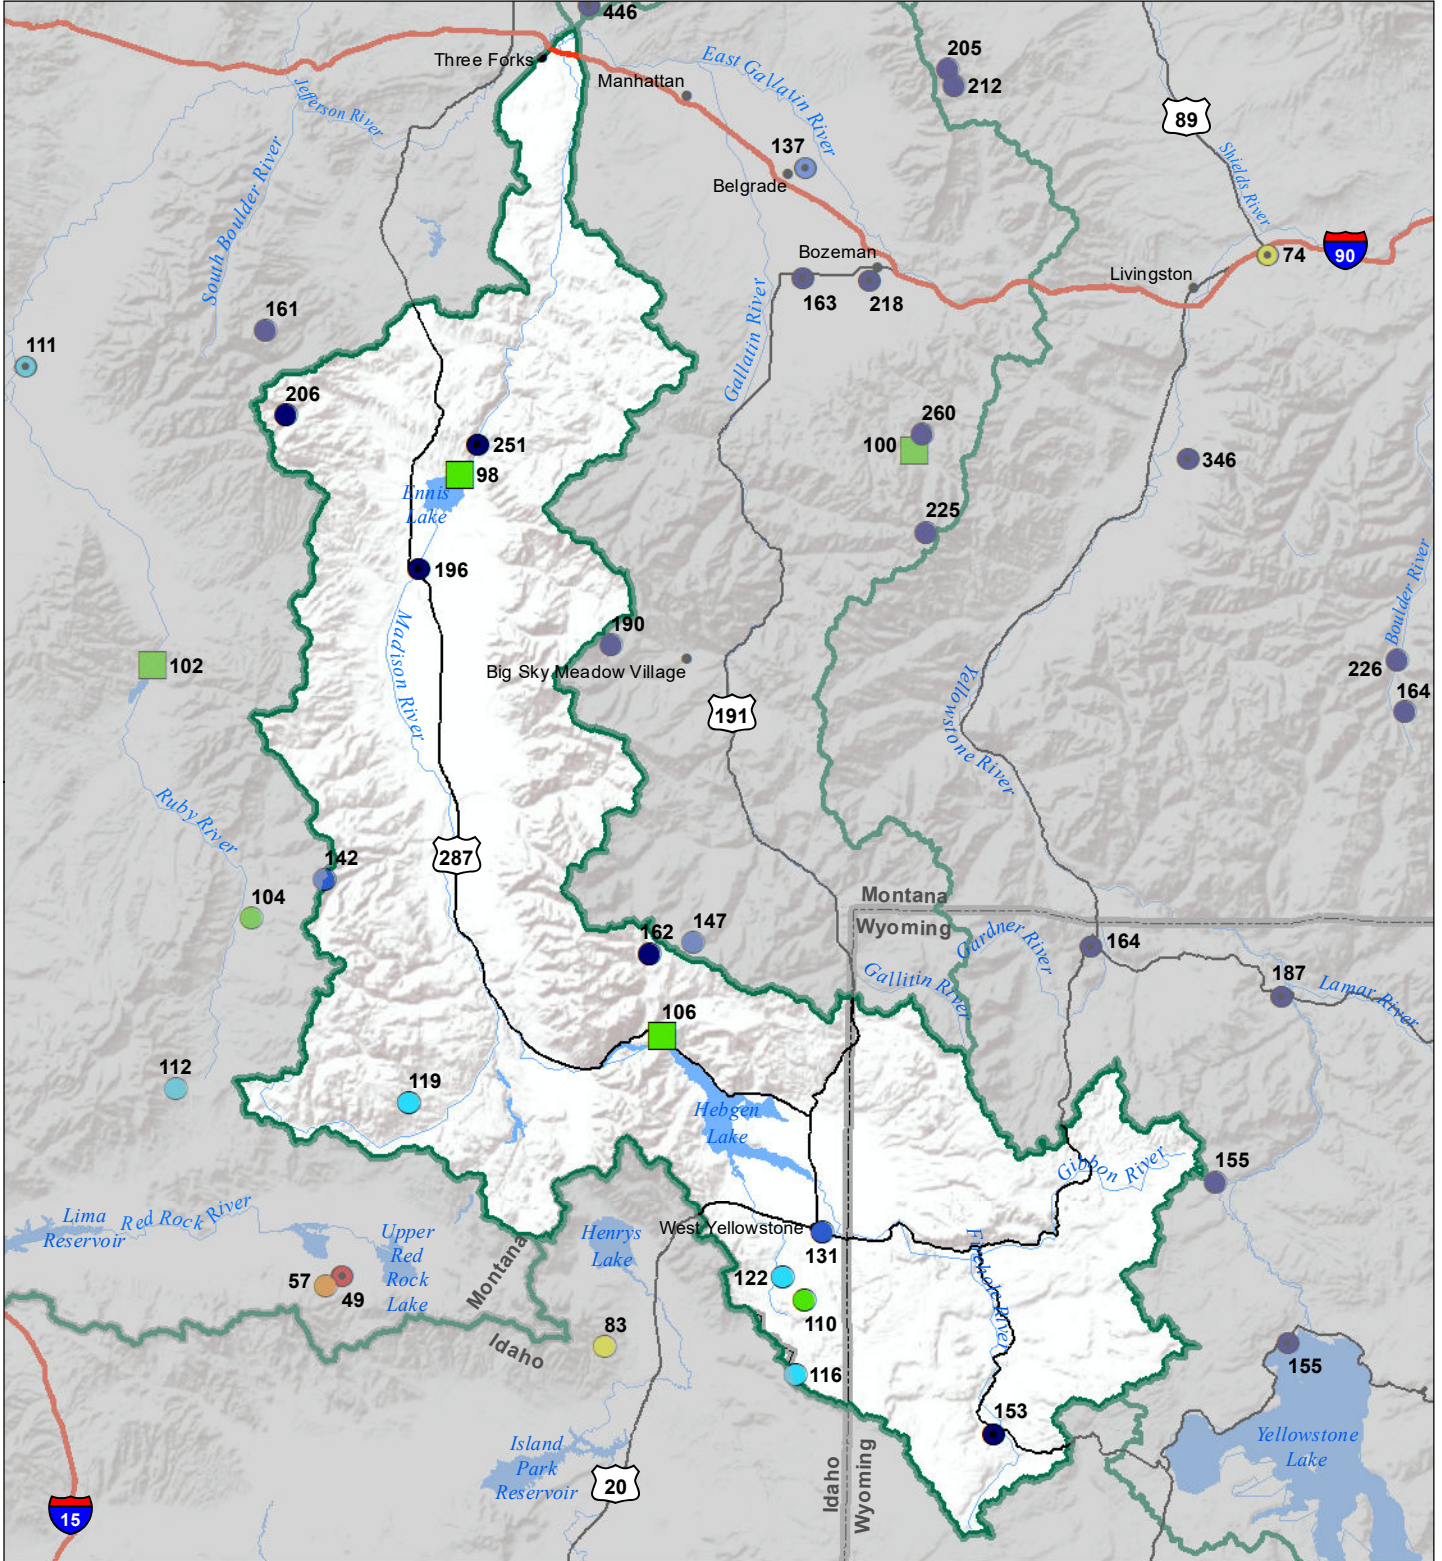 446
Three Forks
Manhattan
East Gallatin River
205
212
89
Jefferson River
137
Belgrade
Shields River
South Boulder River
Bozeman
163
218
Livingston
74
90
161
111
Gallatin River
206
251
98
Ennis
Lake
260
100
346
225
196
Madison River
190
Big Sky Meadow Village
102
191
Boulder River
226
164
Yellowstone River
Ruby River
287
142
104
Montana
Wyoming
162
147
Gardner River
Gallitin River
164
187
Lamar River
106
112
119
Hebgen
Lake
Gibbon River
155
Lima
Reservoir
Red Rock River
Upper
Red
Rock
Lake
Montana
Henrys
Lake
West Yellowstone
131
Firehole River
57
49
122
110
83
Idaho
116
155
153
Island
Park
Reservoir
20
Idaho
Wyoming
Yellowstone
Lake
15